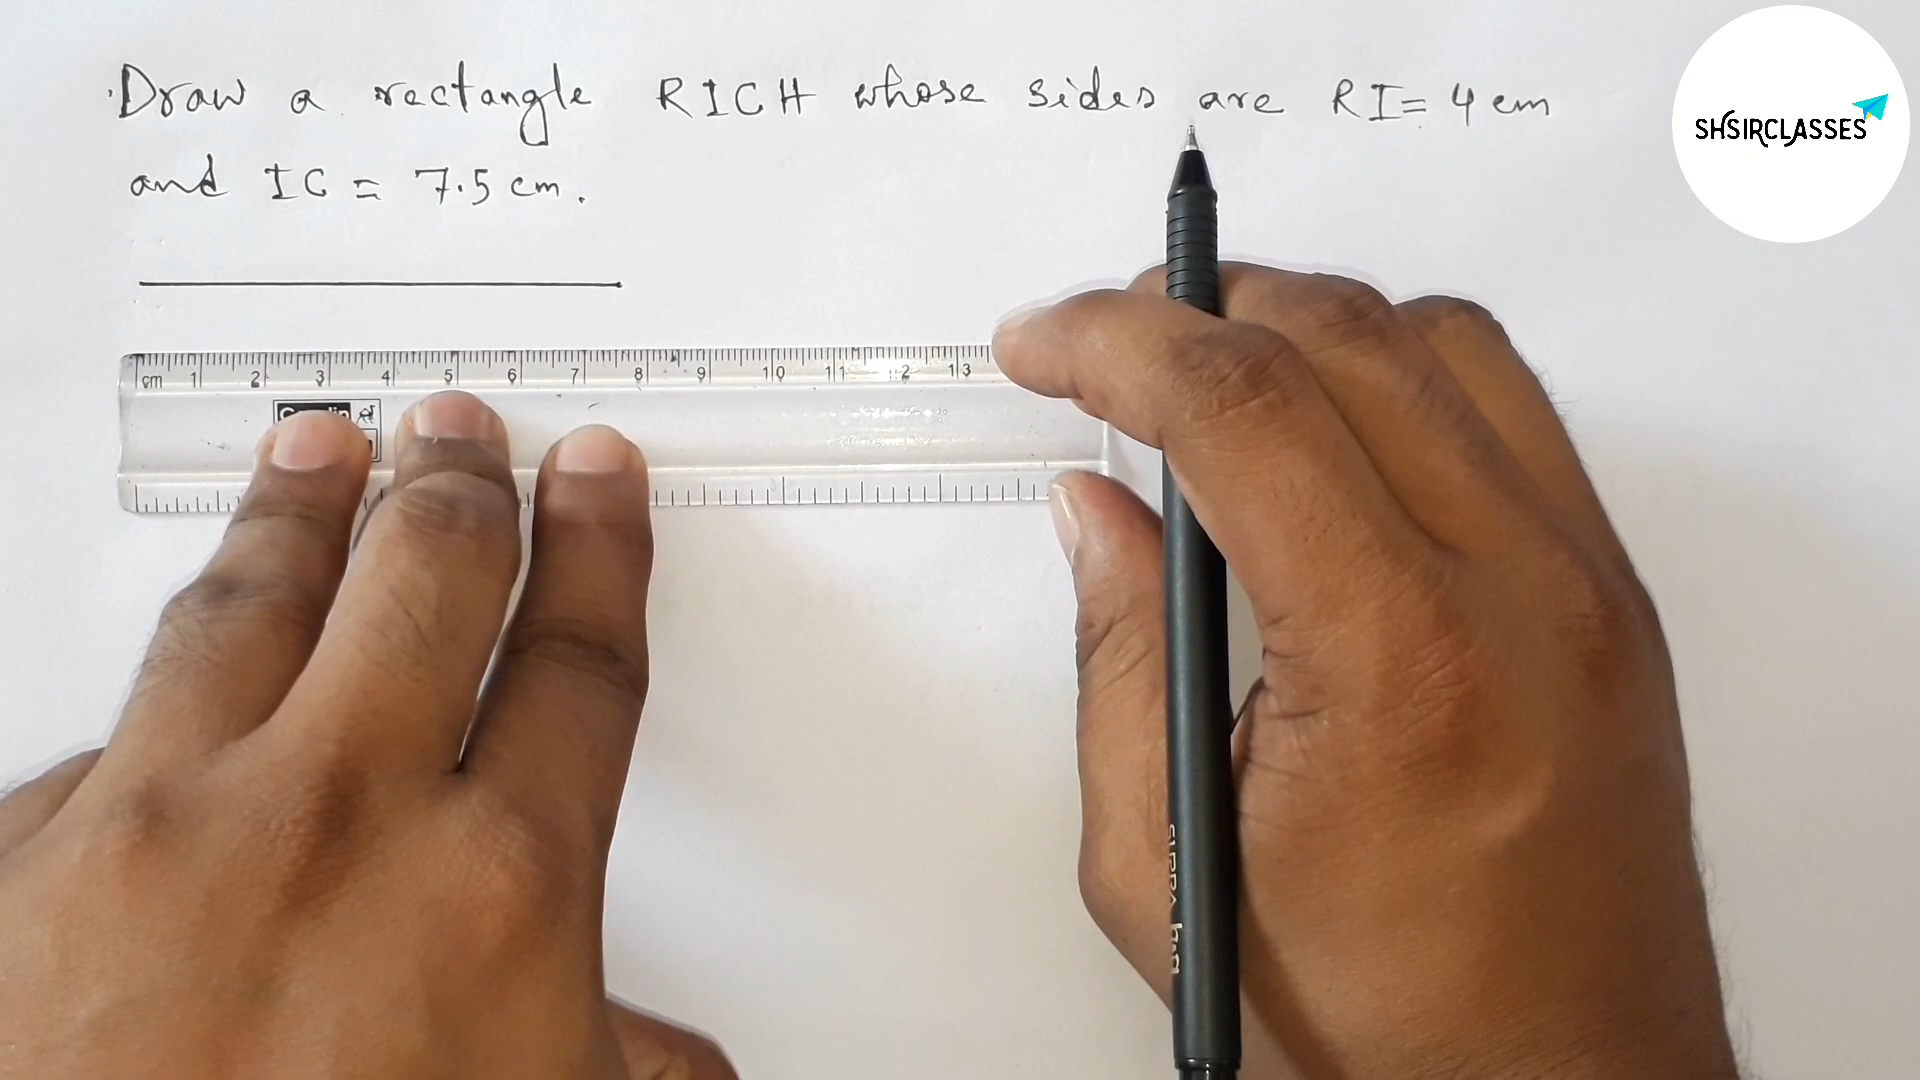 Draw a rectangle RICH whose sides are RI = 4 cm
and IC = 7.5 cm.
SHSIRCLASSES
cm 1 2 3 4 5 6 7 8 9 10 11 12 13